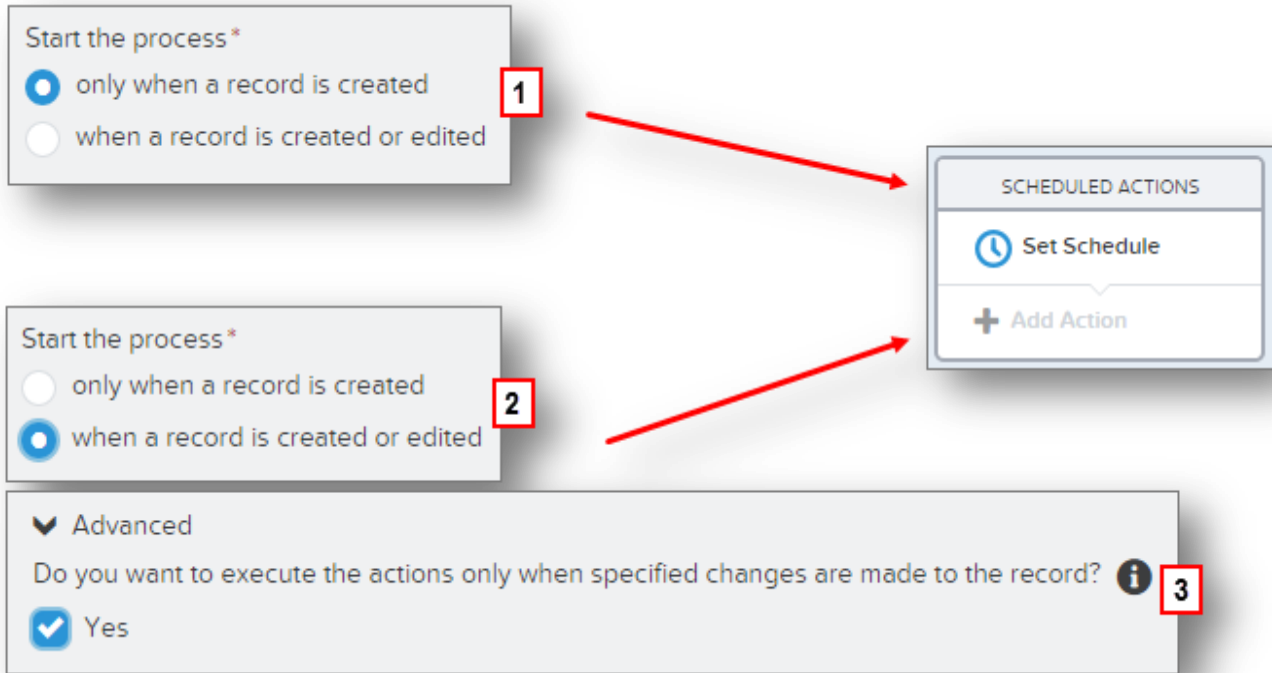 Start the process*
only when a record is created
when a record is created or edited
1
SCHEDULED ACTIONS
Set Schedule
Add Action
Start the process*
only when a record is created
when a record is created or edited
2
Advanced
Do you want to execute the actions only when specified changes are made to the record?
3
Yes